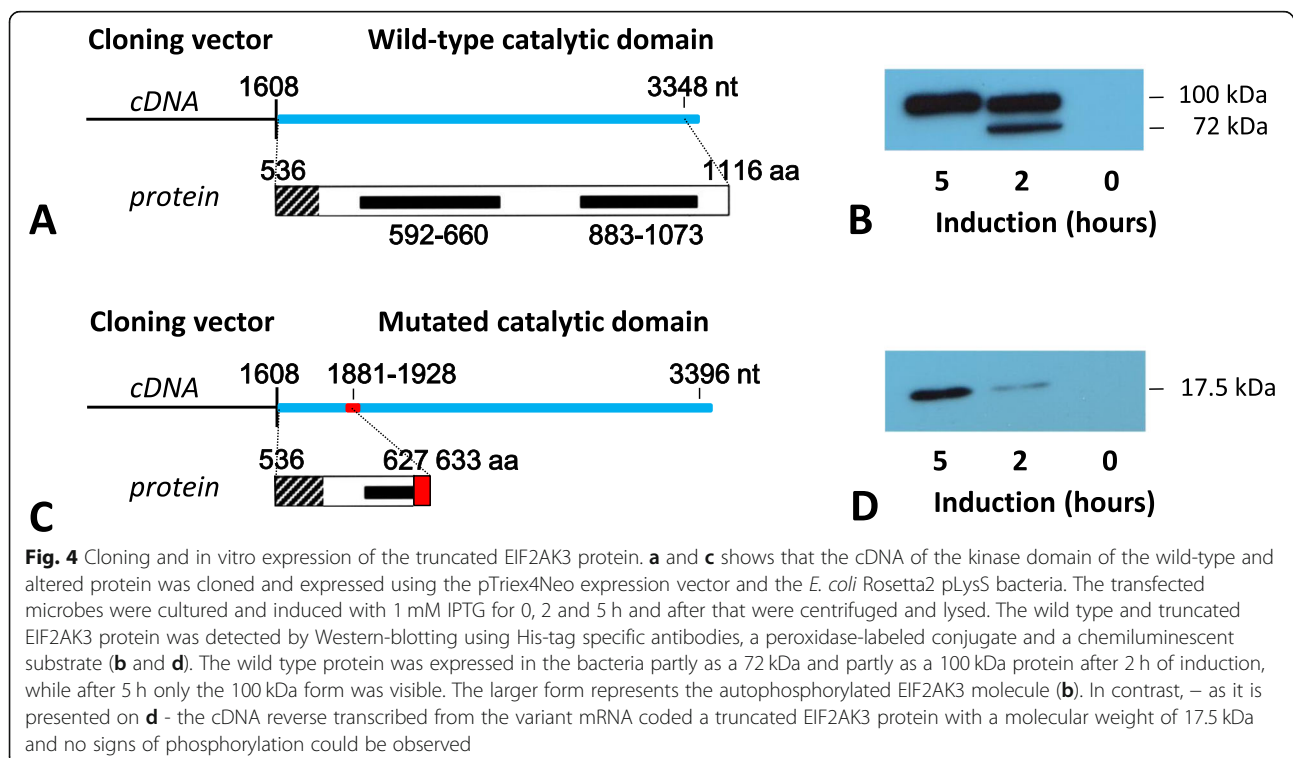 Cloning vector Wild-type catalytic domain
cDNA 1608 3348 nt
536 1116 aa
protein
592-660 883-1073
A
– 100 kDa
– 72 kDa
5 2 0
B Induction (hours)
Cloning vector Mutated catalytic domain
cDNA 1608 1881-1928 3396 nt
536 627 633 aa
protein
C
– 17.5 kDa
5 2 0
D Induction (hours)
Fig. 4 Cloning and in vitro expression of the truncated EIF2AK3 protein. a and c shows that the cDNA of the kinase domain of the wild-type and
altered protein was cloned and expressed using the pTriex4Neo expression vector and the E. coli Rosetta2 pLysS bacteria. The transfected
microbes were cultured and induced with 1 mM IPTG for 0, 2 and 5 h and after that were centrifuged and lysed. The wild type and truncated
EIF2AK3 protein was detected by Western-blotting using His-tag specific antibodies, a peroxidase-labeled conjugate and a chemiluminescent
substrate (b and d). The wild type protein was expressed in the bacteria partly as a 72 kDa and partly as a 100 kDa protein after 2 h of induction,
while after 5 h only the 100 kDa form was visible. The larger form represents the autophosphorylated EIF2AK3 molecule (b). In contrast, – as it is
presented on d - the cDNA reverse transcribed from the variant mRNA coded a truncated EIF2AK3 protein with a molecular weight of 17.5 kDa
and no signs of phosphorylation could be observed